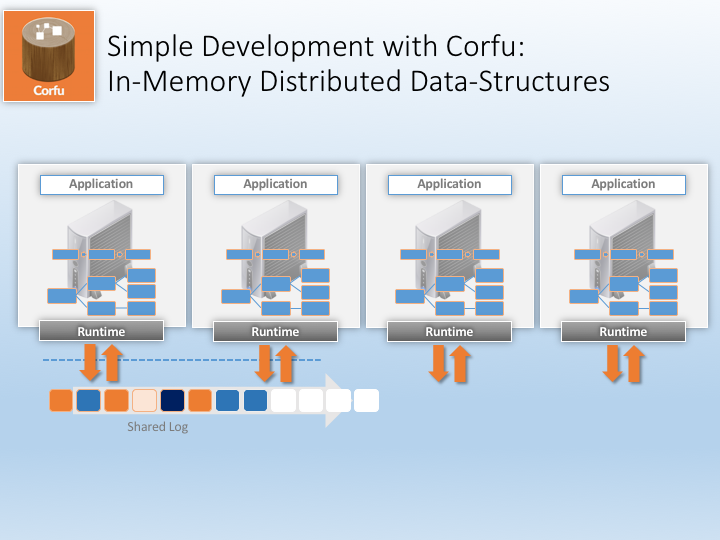 Simple Development with Corfu:
In-Memory Distributed Data-Structures
Corfu
Application
Application
Application
Application
Runtime
Runtime
Runtime
Runtime
Shared Log